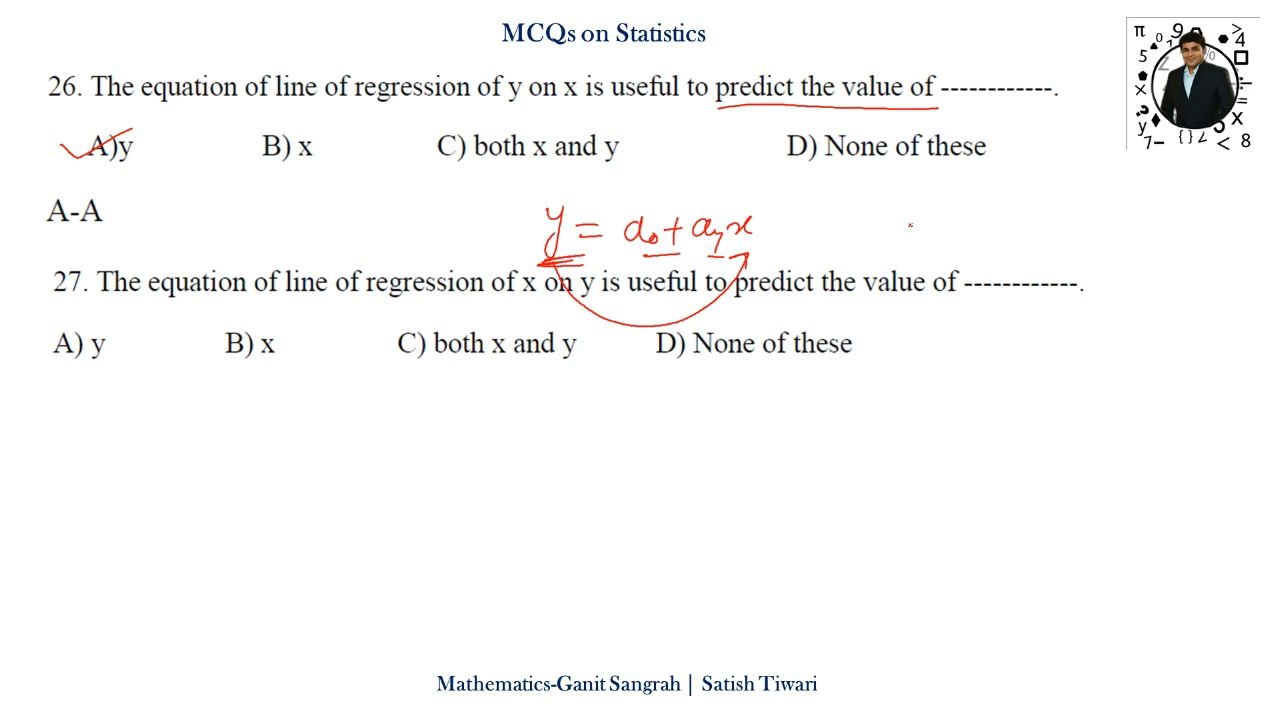 MCQs on Statistics
26. The equation of line of regression of y on x is useful to predict the value of ------------.
A)y B) x C) both x and y D) None of these
A-A
y = a₀ + a₁x
27. The equation of line of regression of x on y is useful to predict the value of ------------.
A) y B) x C) both x and y D) None of these
Mathematics-Ganit Sangrah | Satish Tiwari